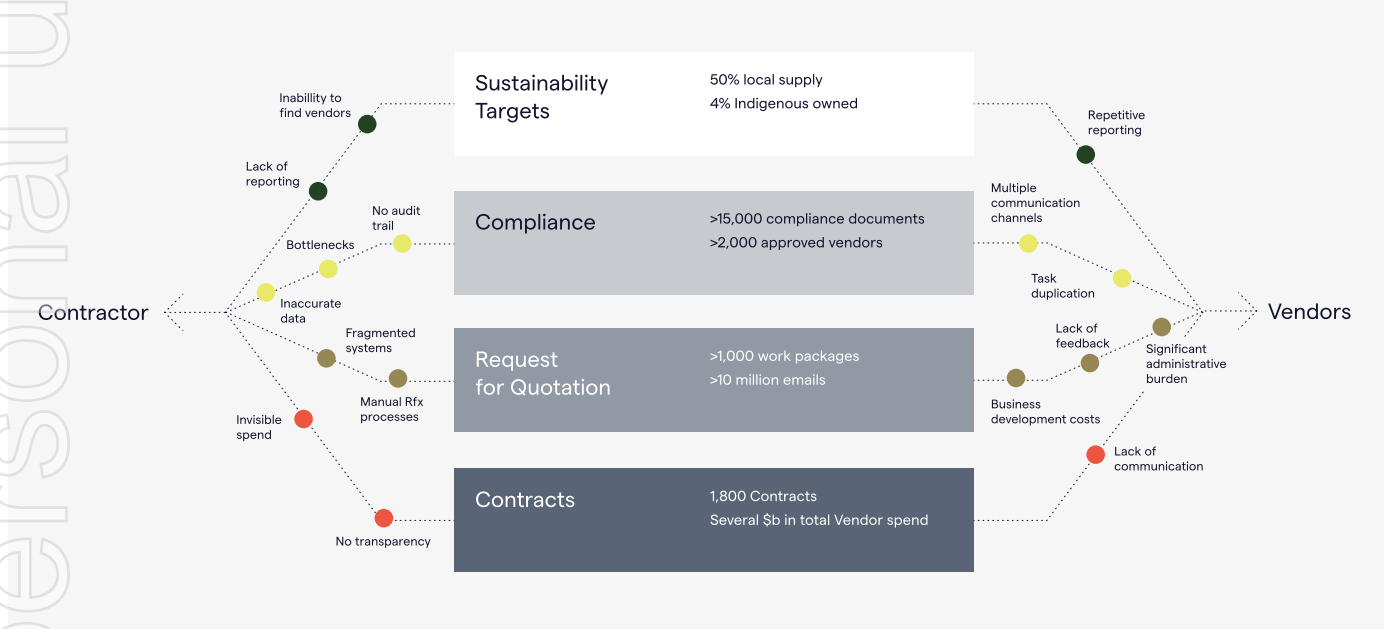 Sustainability
Targets
50% local supply
4% Indigenous owned
Inabillity to
find vendors
Lack of
reporting
Repetitive
reporting
No audit
trail
Bottlenecks
Inaccurate
data
Compliance
>15,000 compliance documents
>2,000 approved vendors
Multiple
communication
channels
Task
duplication
Contractor
Vendors
Fragmented
systems
Manual Rfx
processes
Request
for Quotation
>1,000 work packages
>10 million emails
Lack of
feedback
Significant
administrative
burden
Business
development costs
Invisible
spend
No transparency
Contracts
1,800 Contracts
Several $b in total Vendor spend
Lack of
communication
ersonal u